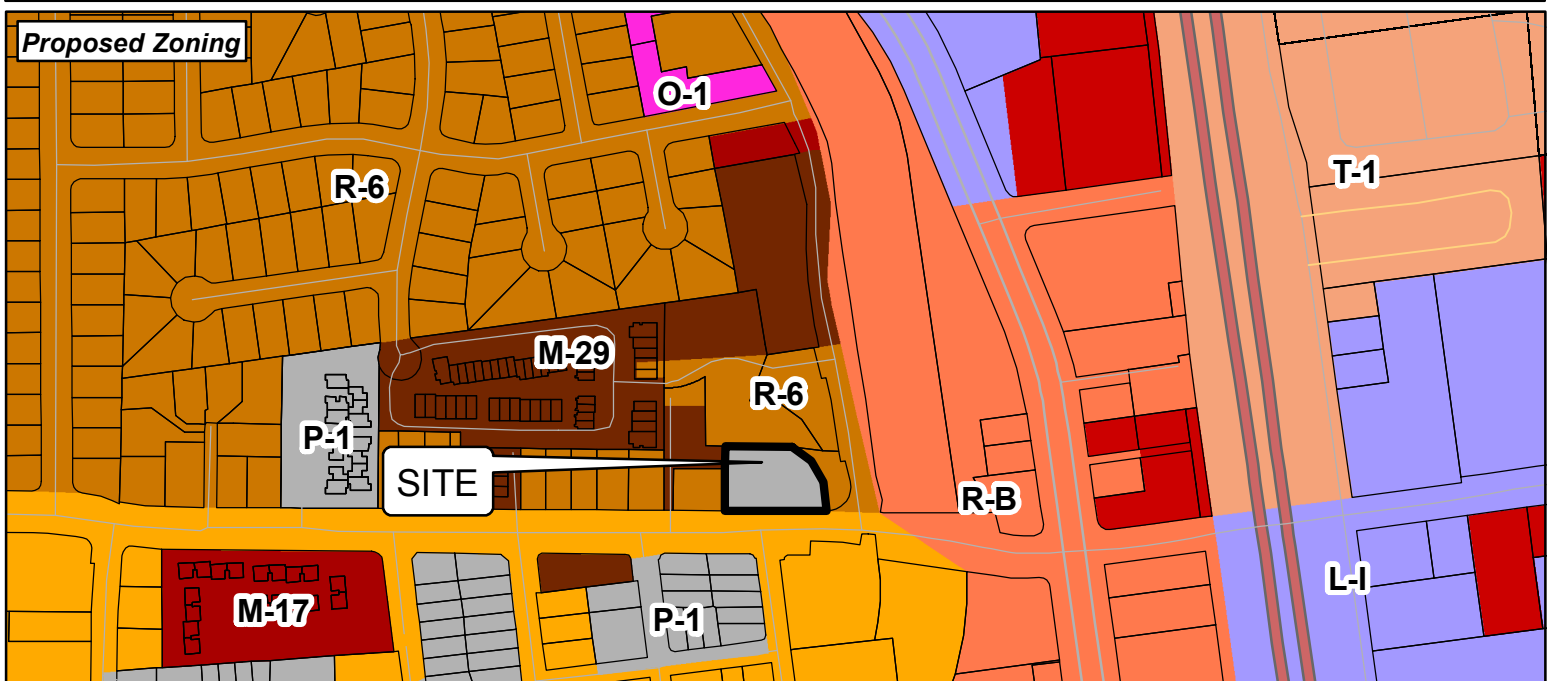 Proposed Zoning
O-1
R-6
T-1
M-29
R-6
P-1
SITE
R-B
L-I
M-17
P-1